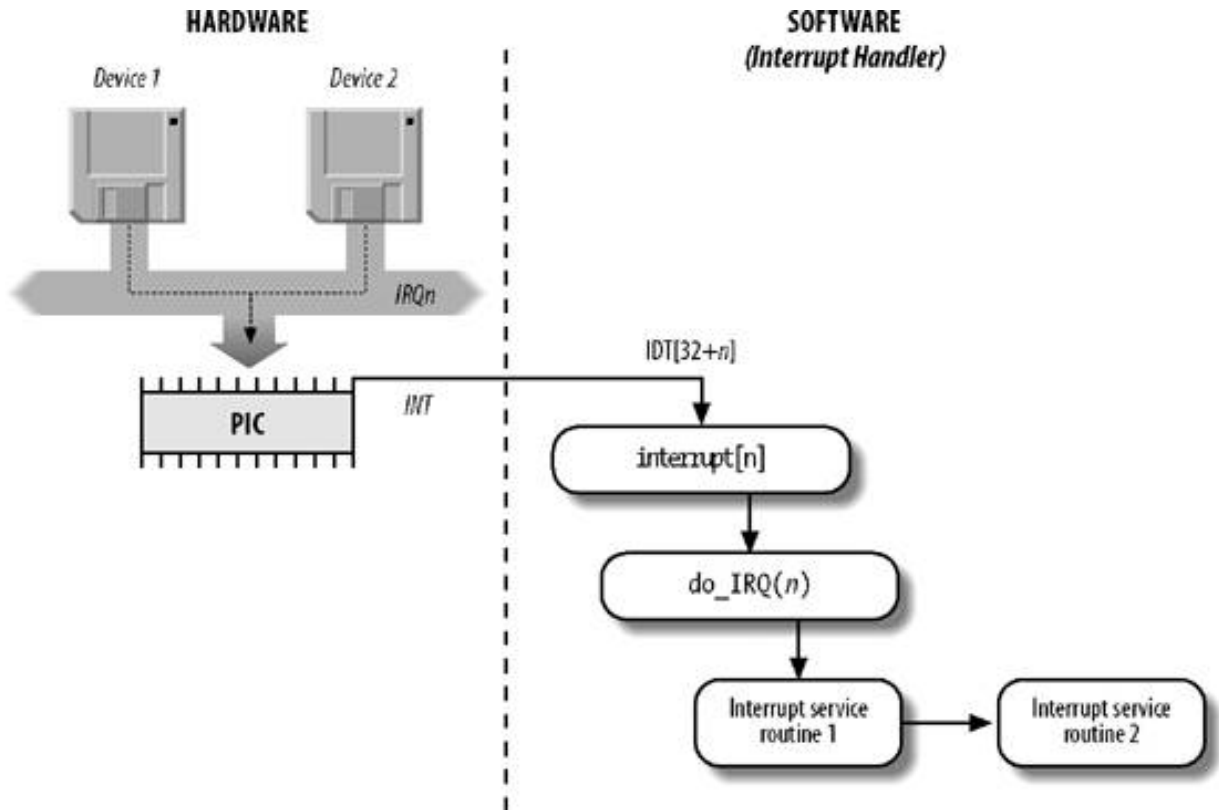 HARDWARE
SOFTWARE
(Interrupt Handler)
Device 1
Device 2
IRQn
IDT[32+n]
INT
PIC
interrupt[n]
do_IRQ(n)
Interrupt service
routine 1
Interrupt service
routine 2